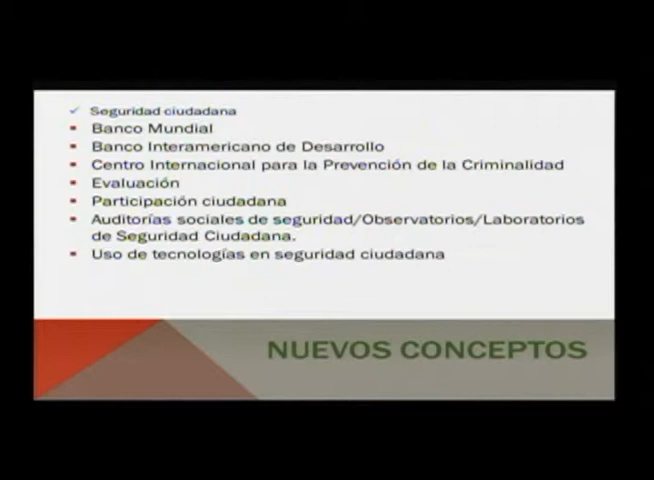 ✓ Seguridad ciudadana
▪ Banco Mundial
▪ Banco Interamericano de Desarrollo
▪ Centro Internacional para la Prevención de la Criminalidad
▪ Evaluación
▪ Participación ciudadana
▪ Auditorías sociales de seguridad/Observatorios/Laboratorios
de Seguridad Ciudadana.
▪ Uso de tecnologías en seguridad ciudadana
NUEVOS CONCEPTOS